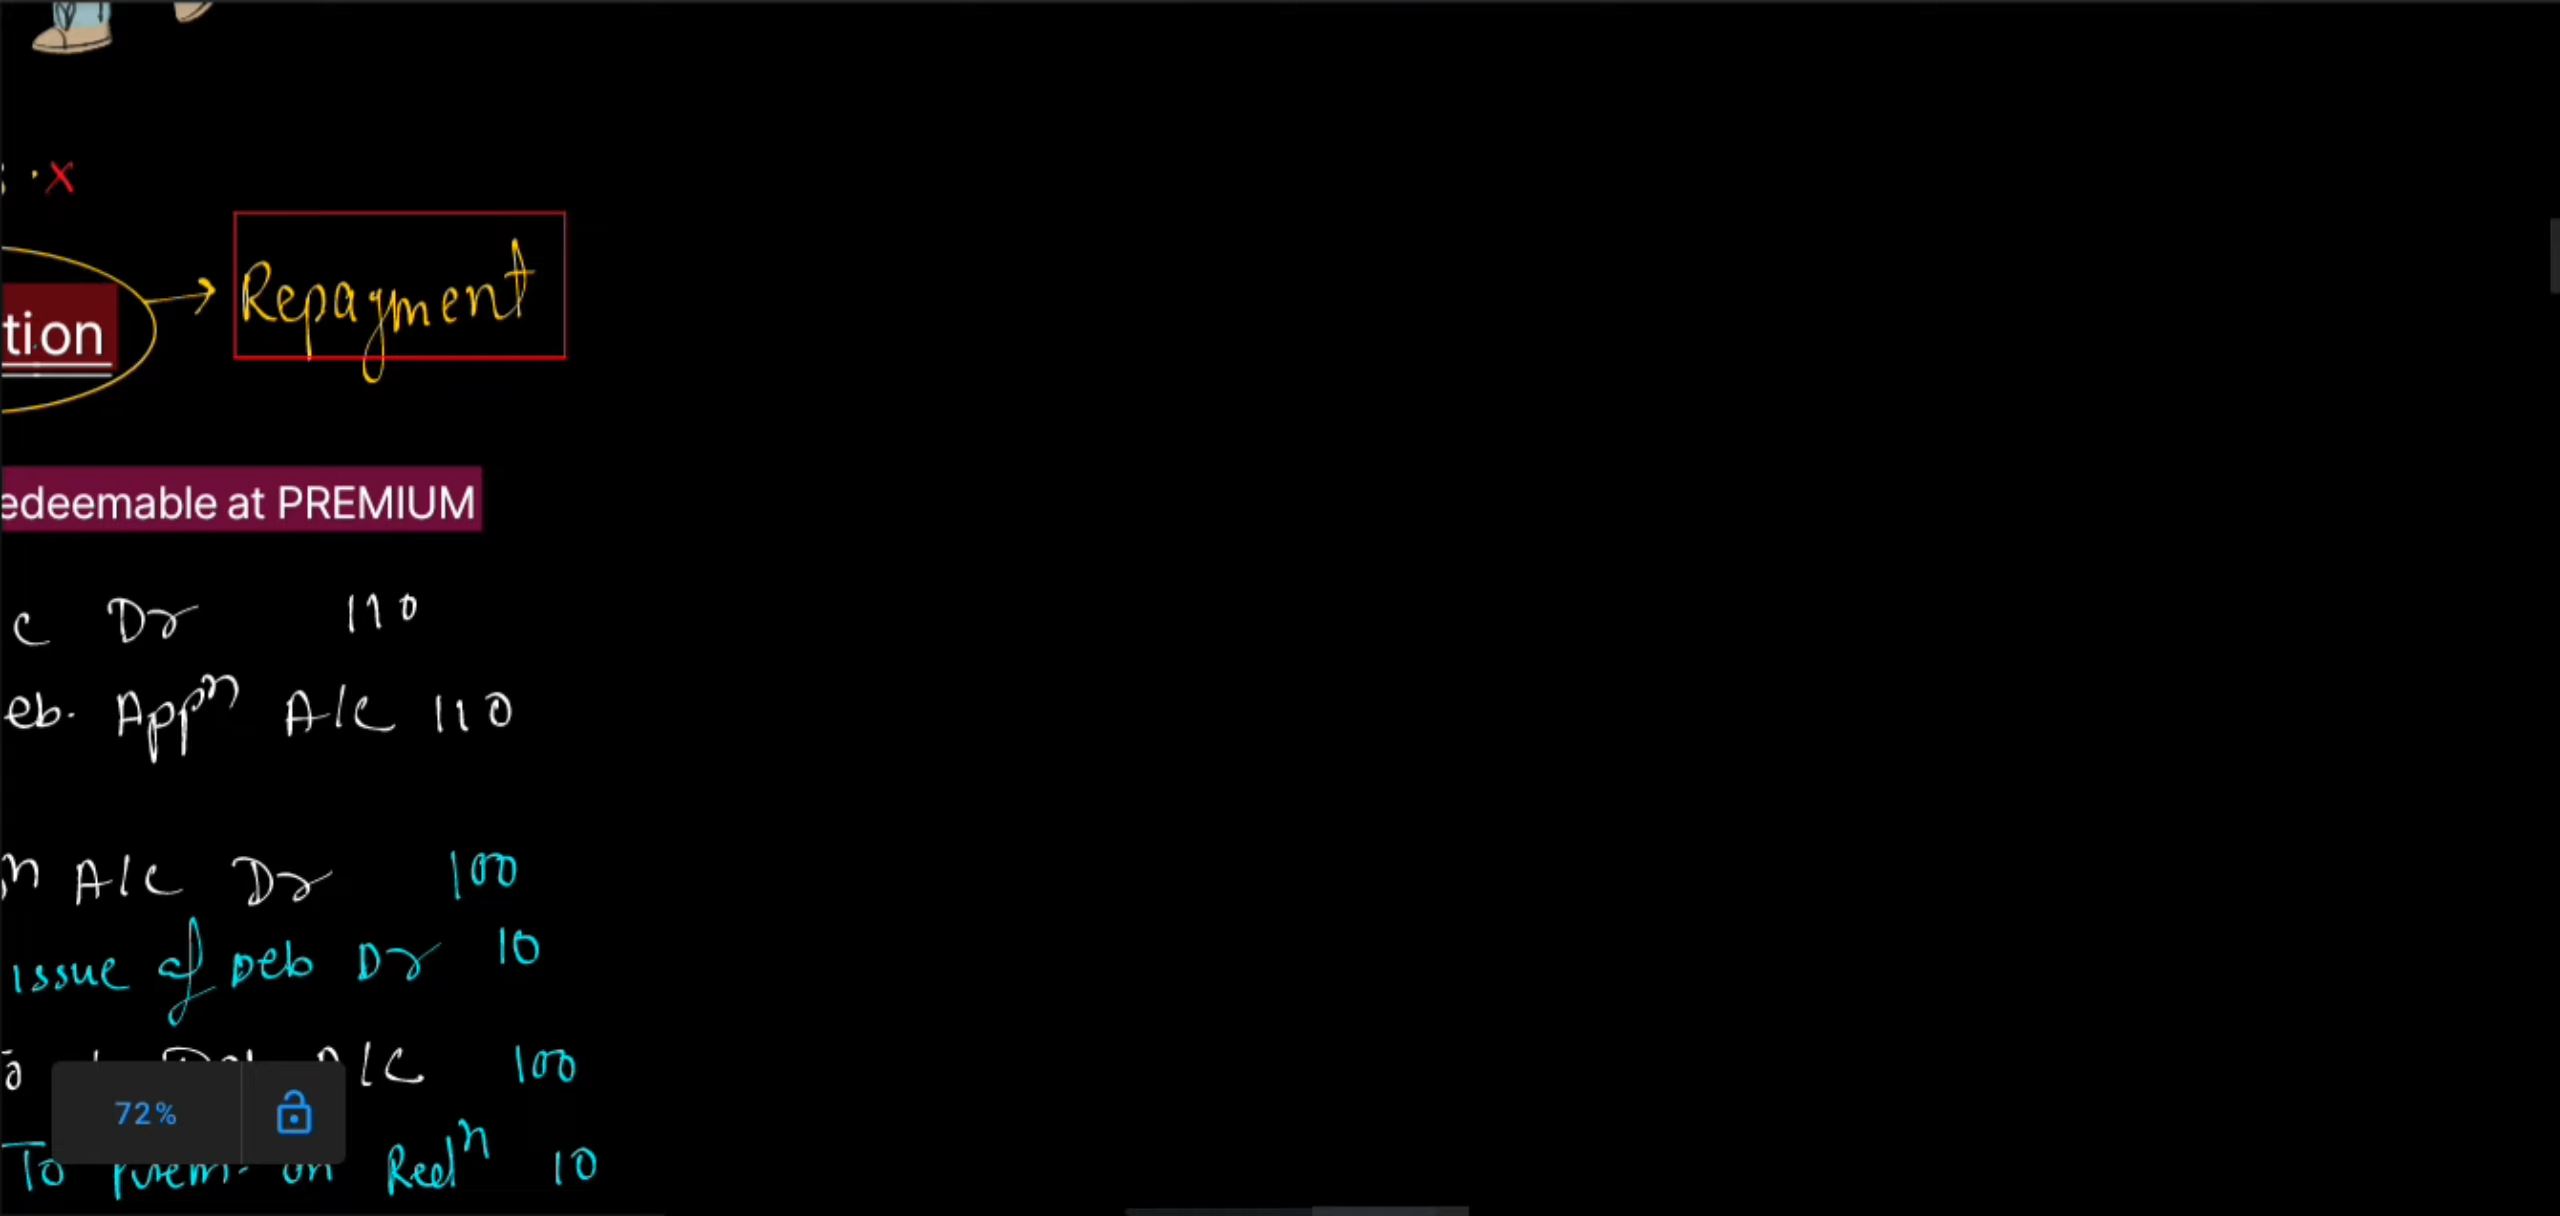 x
Repayment
tion
edeemable at PREMIUM
c Dr 110
eb. Appⁿ A/C 110
n A/C Dr 100
issue of Deb Dr 10
A/C 100
72%
To prem. on Redⁿ 10